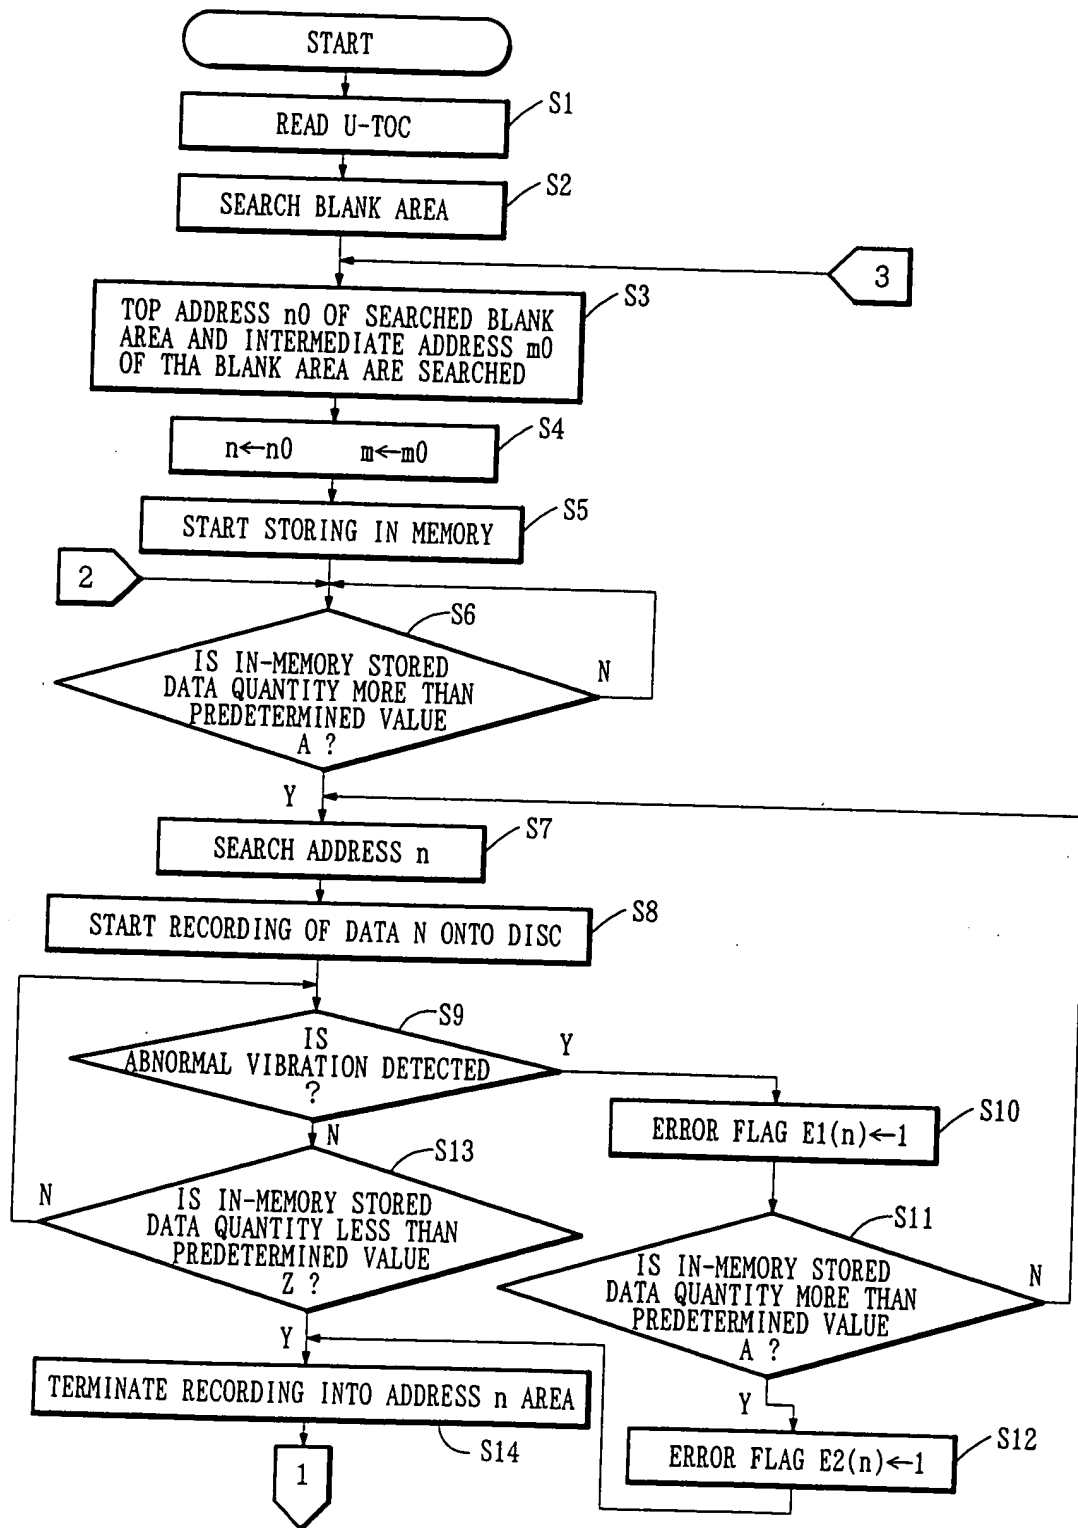 START
S1
READ U-TOC
S2
SEARCH BLANK AREA
3
S3
TOP ADDRESS n0 OF SEARCHED BLANK
AREA AND INTERMEDIATE ADDRESS m0
OF THA BLANK AREA ARE SEARCHED
S4
n←n0 m←m0
S5
START STORING IN MEMORY
2
S6
IS IN-MEMORY STORED
DATA QUANTITY MORE THAN
PREDETERMINED VALUE
A ?
N
Y
S7
SEARCH ADDRESS n
S8
START RECORDING OF DATA N ONTO DISC
S9
IS
ABNORMAL VIBRATION DETECTED
?
Y
N
S10
ERROR FLAG E1(n)←1
S13
N
IS IN-MEMORY STORED
DATA QUANTITY LESS THAN
PREDETERMINED VALUE
Z ?
Y
S11
IS IN-MEMORY STORED
DATA QUANTITY MORE THAN
PREDETERMINED VALUE
A ?
N
Y
TERMINATE RECORDING INTO ADDRESS n AREA
S14
S12
ERROR FLAG E2(n)←1
1